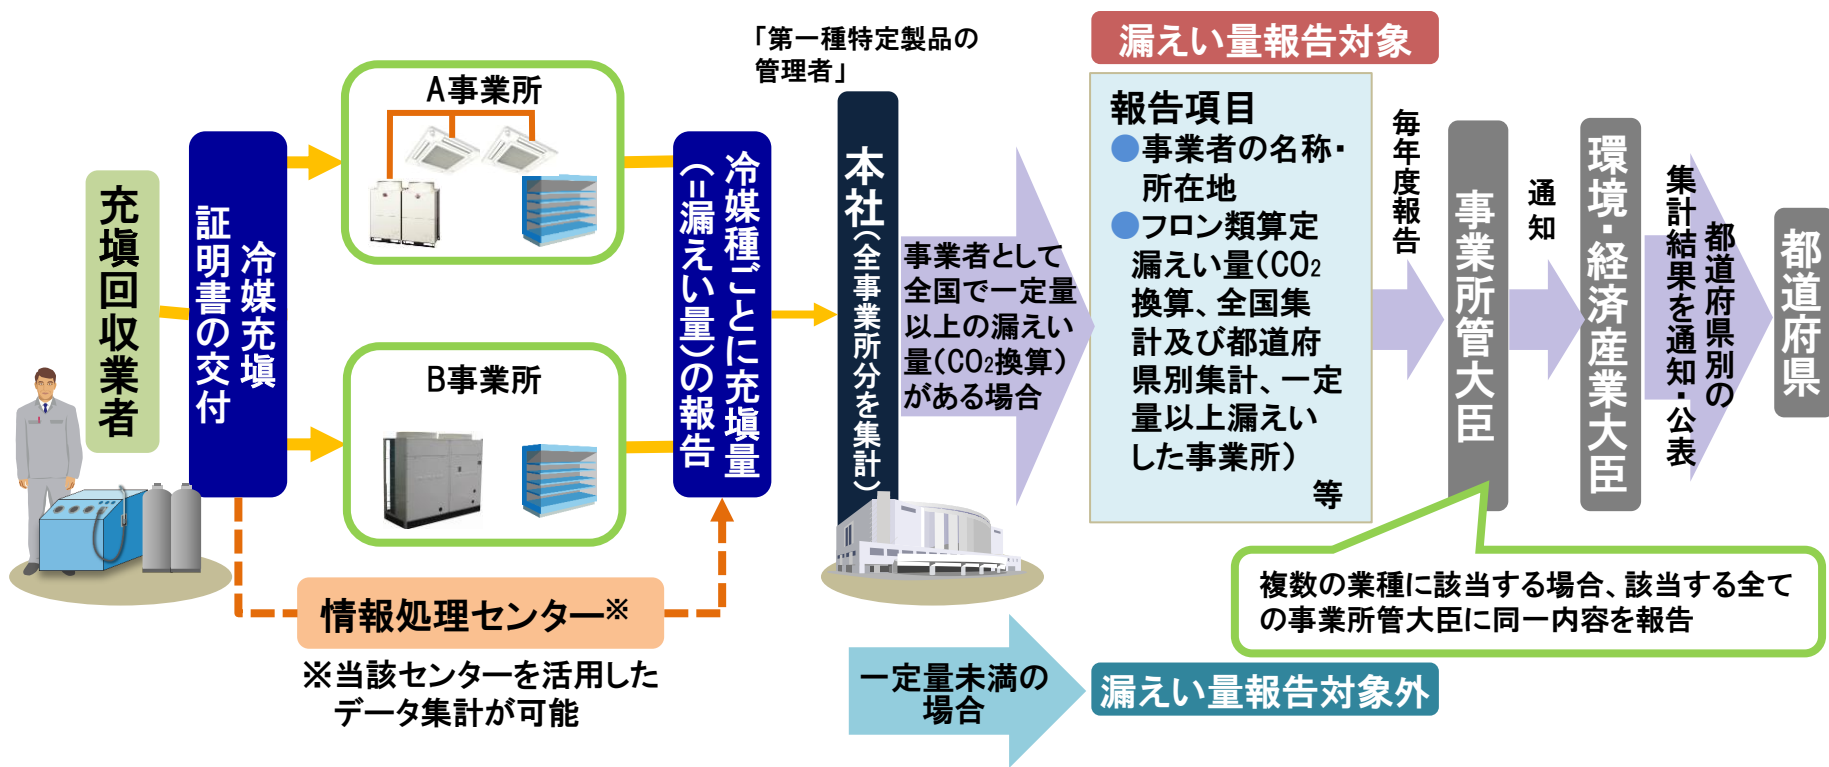 充填回収業者
冷媒充填
証明書の交付
A事業所
B事業所
冷媒種ごとに充填量
（＝漏えい量）の報告
情報処理センター※
※当該センターを活用した
データ集計が可能
「第一種特定製品の
管理者」
本社（全事業所分を集計）
事業者として
全国で一定量
以上の漏えい
量（CO₂換算）
がある場合
漏えい量報告対象
報告項目
●事業者の名称・
所在地
●フロン類算定
漏えい量（CO₂
換算、全国集
計及び都道府
県別集計、一定
量以上漏えい
した事業所）
等
毎年度報告
事業所管大臣
通知
環境・経済産業大臣
都道府県別の
集計結果を通知・公表
都道府県
複数の業種に該当する場合、該当する全て
の事業所管大臣に同一内容を報告
一定量未満の
場合
漏えい量報告対象外